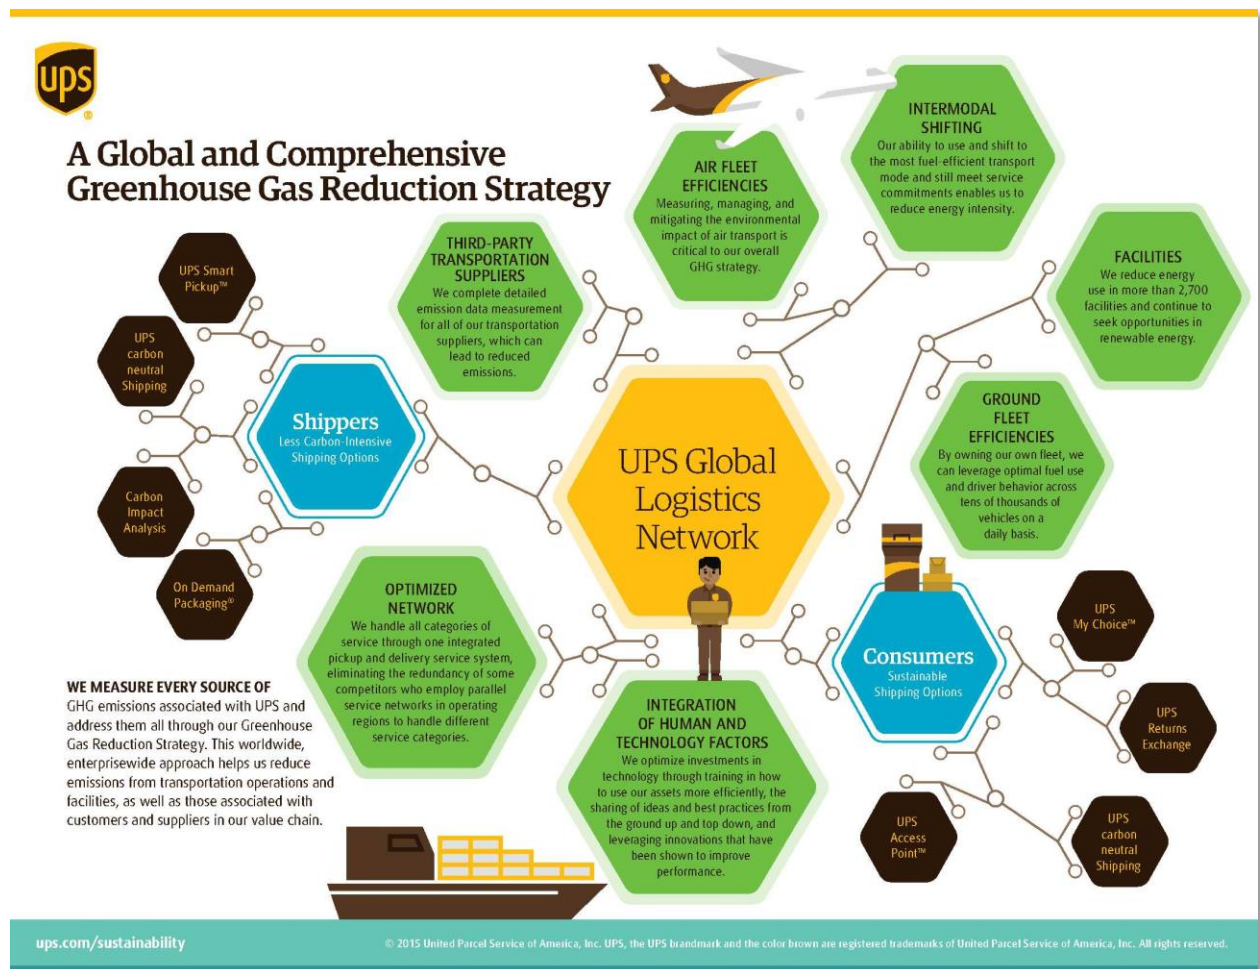 ups
A Global and Comprehensive
Greenhouse Gas Reduction Strategy
INTERMODAL
SHIFTING
Our ability to use and shift to
the most fuel-efficient transport
mode and still meet service
commitments enables us to
reduce energy intensity.
AIR FLEET
EFFICIENCIES
Measuring, managing, and
mitigating the environmental
impact of air transport is
critical to our overall
GHG strategy.
THIRD-PARTY
TRANSPORTATION
SUPPLIERS
We complete detailed
emission data measurement
for all of our transportation
suppliers, which can
lead to reduced
emissions.
FACILITIES
We reduce energy
use in more than 2,700
facilities and continue to
seek opportunities in
renewable energy.
UPS Smart
Pickup™
UPS
carbon
neutral
Shipping
Shippers
Less Carbon-Intensive
Shipping Options
Carbon
Impact
Analysis
On Demand
Packaging®
UPS Global
Logistics
Network
GROUND
FLEET
EFFICIENCIES
By owning our own fleet, we
can leverage optimal fuel use
and driver behavior across
tens of thousands of
vehicles on a
daily basis.
OPTIMIZED
NETWORK
We handle all categories of
service through one integrated
pickup and delivery service system,
eliminating the redundancy of some
competitors who employ parallel
service networks in operating
regions to handle different
service categories.
INTEGRATION
OF HUMAN AND
TECHNOLOGY FACTORS
We optimize investments in
technology through training in how
to use our assets more efficiently, the
sharing of ideas and best practices from
the ground up and top down, and
leveraging innovations that have
been shown to improve
performance.
Consumers
Sustainable
Shipping Options
UPS
My Choice™
UPS
Returns
Exchange
UPS
Access
Point™
UPS
carbon
neutral
Shipping
WE MEASURE EVERY SOURCE OF
GHG emissions associated with UPS and
address them all through our Greenhouse
Gas Reduction Strategy. This worldwide,
enterprisewide approach helps us reduce
emissions from transportation operations and
facilities, as well as those associated with
customers and suppliers in our value chain.
ups.com/sustainability
© 2015 United Parcel Service of America, Inc. UPS, the UPS brandmark and the color brown are registered trademarks of United Parcel Service of America, Inc. All rights reserved.